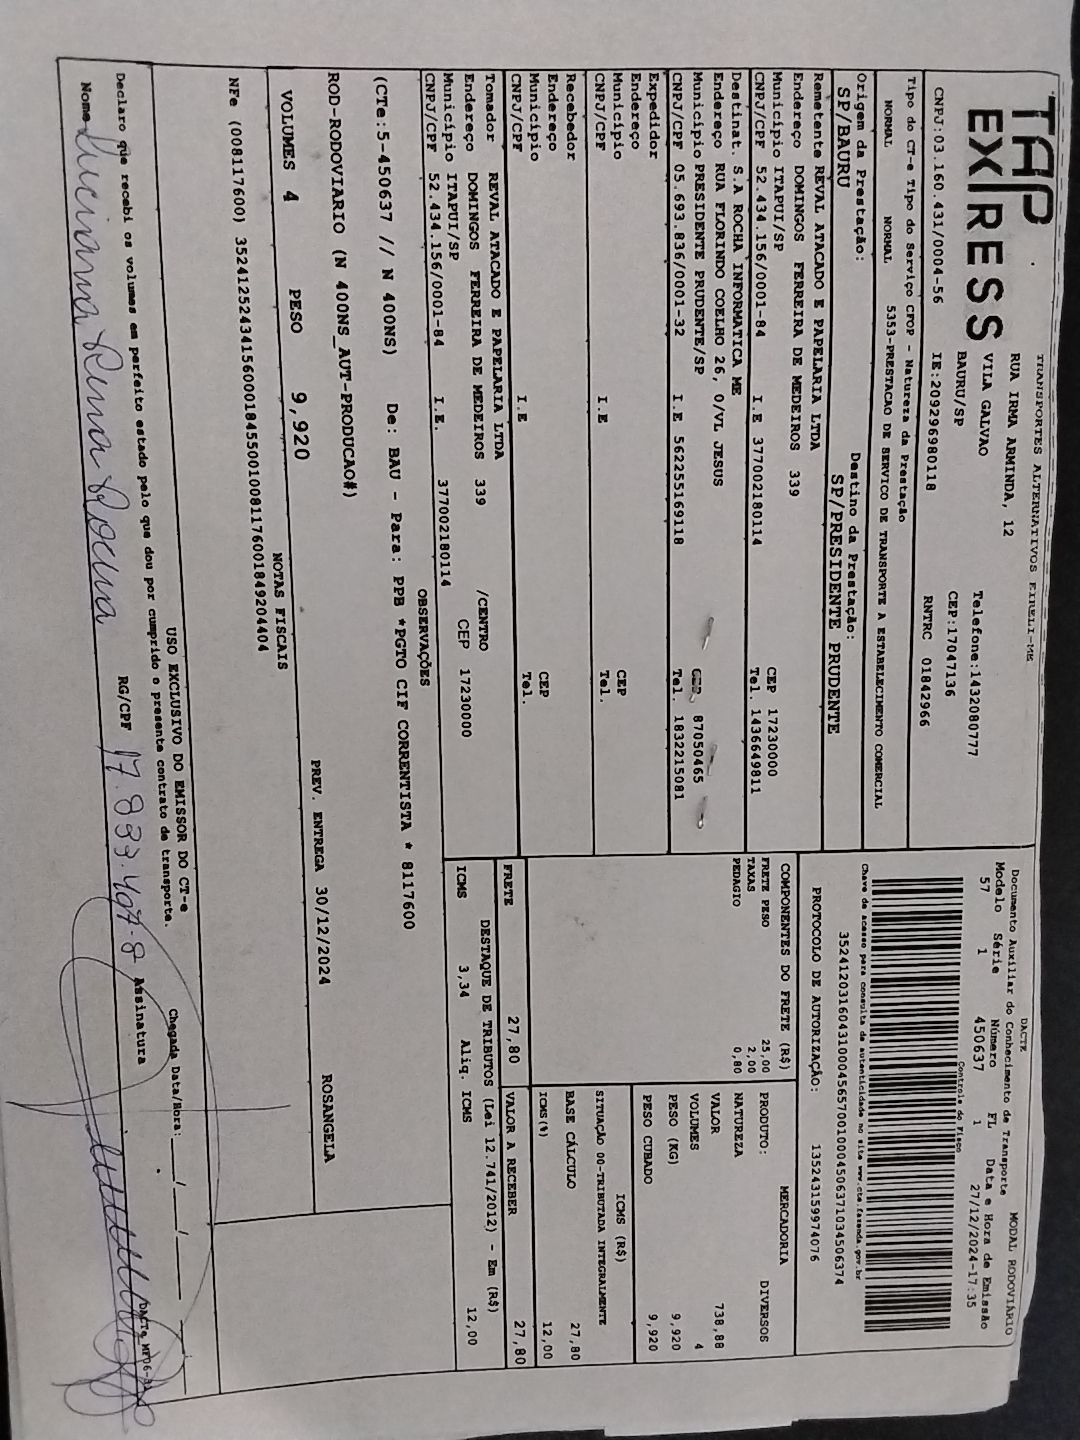 TAP
EXPRESS
TRANSPORTES ALTERNATIVOS EIRELI-ME
RUA IRMA ARMINDA, 12
VILA GALVAO
BAURU/SP
Telefone:1432080777
CEP:17047136
CNPJ:03.160.431/0004-56
IE:209296980118
RNTRC 01842966
Tipo do CT-e Tipo do Serviço CFOP - Natureza da Prestação
NORMAL NORMAL 5353-PRESTACAO DE SERVICO DE TRANSPORTE A ESTABELECIMENTO COMERCIAL
Origem da Prestação: Destino da Prestação:
SP/BAURU SP/PRESIDENTE PRUDENTE
DACTE MODAL RODOVIÁRIO
Documento Auxiliar do Conhecimento de Transporte
Modelo Série Número FL Data e Hora de Emissão
57 1 450637 1 27/12/2024-17:35
Controle do Fisco
35241203160431000456570010004506371034506374
Chave de acesso para consulta de autenticidade no site www.cte.fazenda.gov.br
PROTOCOLO DE AUTORIZAÇÃO: 135243159974076
Remetente REVAL ATACADO E PAPELARIA LTDA
Endereço DOMINGOS FERREIRA DE MEDEIROS 339
Município ITAPUI/SP CEP 17230000
CNPJ/CPF 52.434.156/0001-84 I.E 377002180114 Tel. 1436649811
Destinat. S.A ROCHA INFORMATICA ME
Endereço RUA FLORINDO COELHO 26, 0/VL JESUS
Município PRESIDENTE PRUDENTE/SP CEP 87050465
CNPJ/CPF 05.693.836/0001-32 I.E 562255169118 Tel. 1832215081
Expedidor
Endereço
Município CEP
CNPJ/CPF I.E Tel.
Recebedor
Endereço
Município CEP
CNPJ/CPF I.E Tel.
Tomador REVAL ATACADO E PAPELARIA LTDA
Endereço DOMINGOS FERREIRA DE MEDEIROS 339 /CENTRO
Município ITAPUI/SP CEP 17230000
CNPJ/CPF 52.434.156/0001-84 I.E. 377002180114
COMPONENTES DO FRETE (R$)
FRETE PESO 25,00
TAXAS 2,00
PEDAGIO 0,80
MERCADORIA
PRODUTO: DIVERSOS
NATUREZA
VALOR 738,88
VOLUMES 4
PESO (KG) 9,920
PESO CUBADO 9,920
ICMS (R$)
SITUAÇÃO 00-TRIBUTADA INTEGRALMENTE
BASE CÁLCULO 27,80
ICMS(%) 12,00
FRETE 27,80 VALOR A RECEBER 27,80
DESTAQUE DE TRIBUTOS (Lei 12.741/2012) - Em (R$)
ICMS 3,34 Aliq. ICMS 12,00
OBSERVAÇÕES
(CTe:5-450637 // N 400NS) De: BAU - Para: PPB *PGTO CIF CORRENTISTA * 8117600
ROD-RODOVIARIO (N 400NS_AUT-PRODUCAO#)
VOLUMES 4 PESO 9,920 PREV. ENTREGA 30/12/2024 ROSANGELA
NOTAS FISCAIS
NFe (008117600) 35241252434156000184550010081176001849204404
USO EXCLUSIVO DO EMISSOR DO CT-e
Declaro que recebi os volumes em perfeito estado pelo que dou por cumprido o presente contrato de transporte.
Chegada Data/Hora: ___/___/___
Nome RG/CPF 17.893.407-8 Assinatura